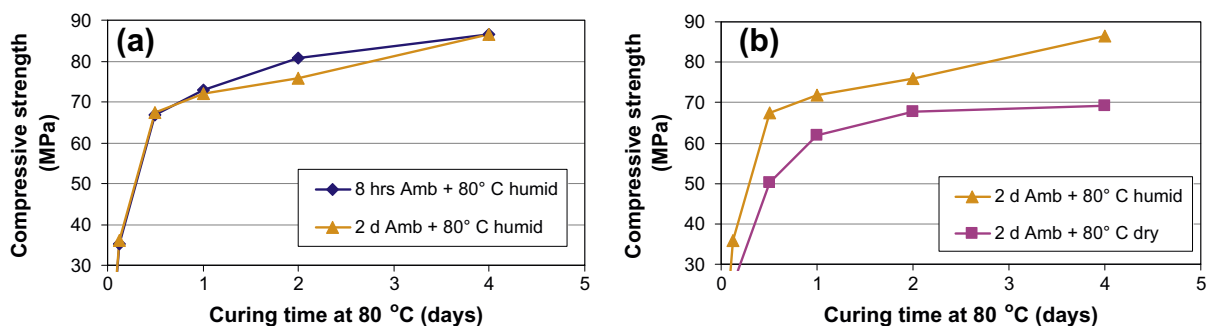 (a)
Compressive strength
(MPa)
90
80
70
60
50
40
30
0
1
2
3
4
5
8 hrs Amb + 80° C humid
2 d Amb + 80° C humid
Curing time at 80 °C (days)
(b)
Compressive strength
(MPa)
90
80
70
60
50
40
30
0
1
2
3
4
5
2 d Amb + 80° C humid
2 d Amb + 80° C dry
Curing time at 80 °C (days)